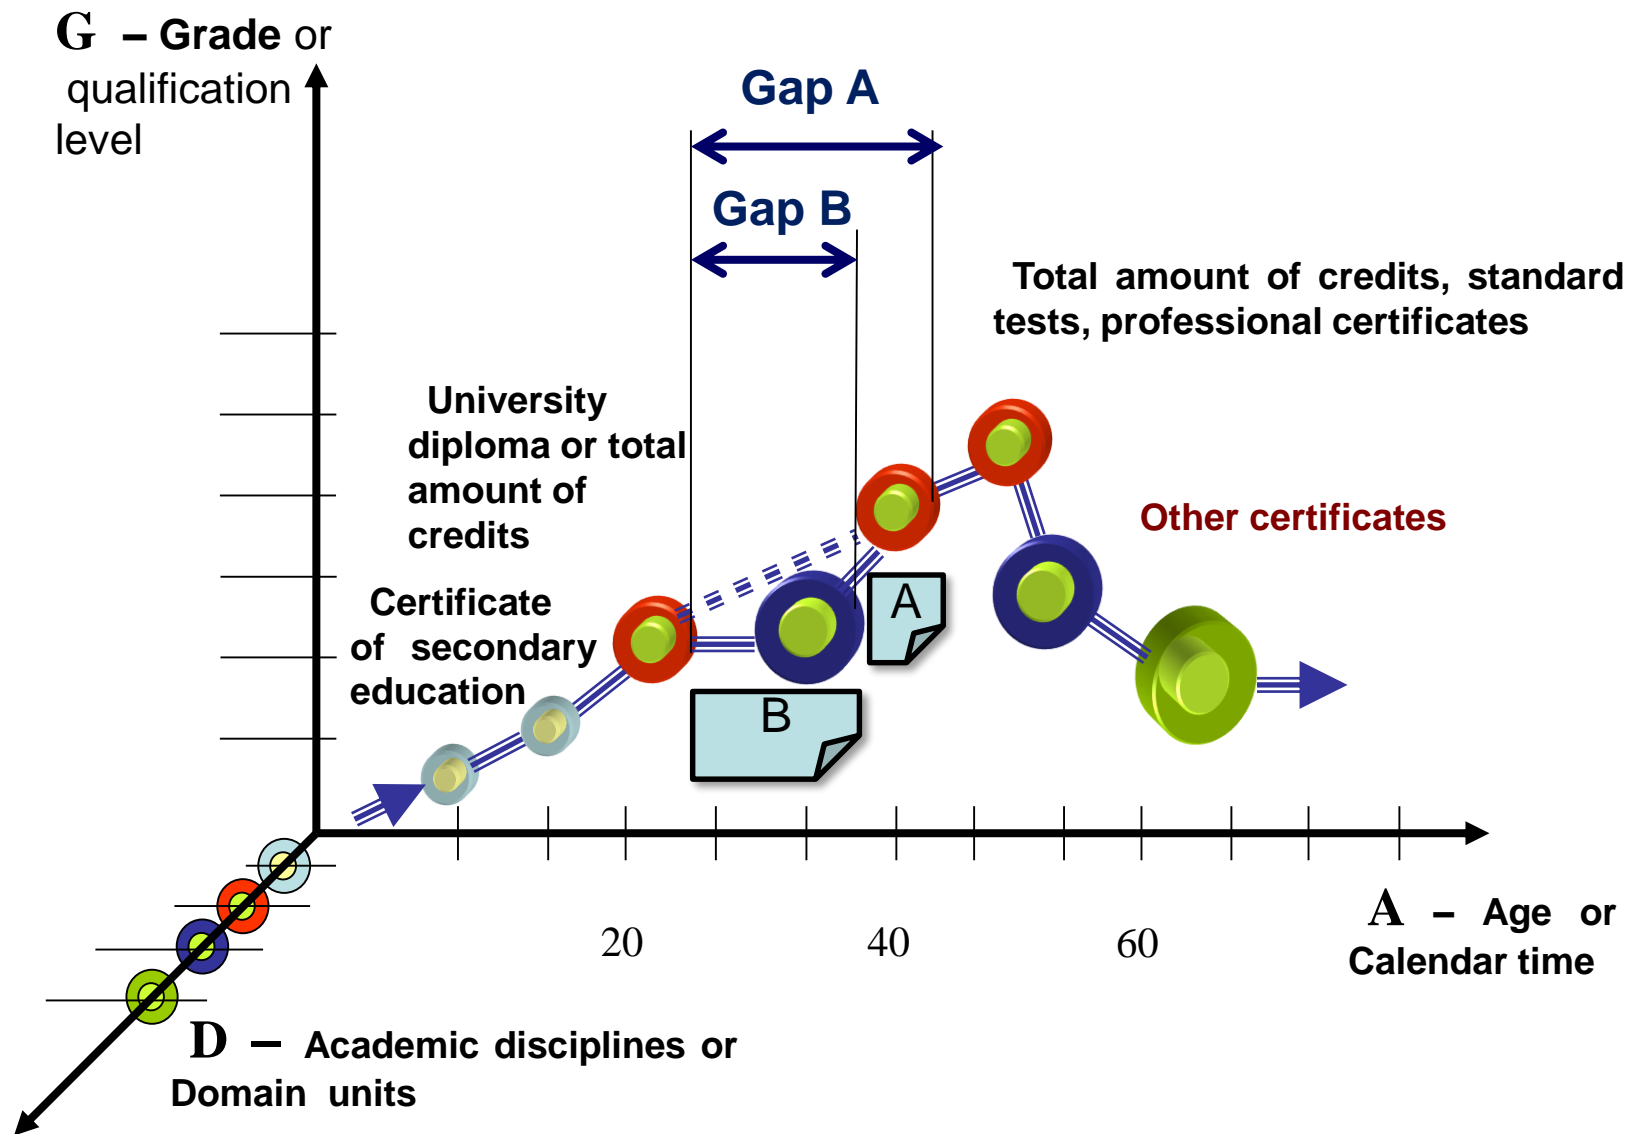 G – Grade or
qualification
level
Gap A
Gap B
Total amount of credits, standard
tests, professional certificates
University
diploma or total
amount of
credits
Other certificates
Certificate
of secondary
education
A
B
20
40
60
A – Age or
Calendar time
D – Academic disciplines or
Domain units